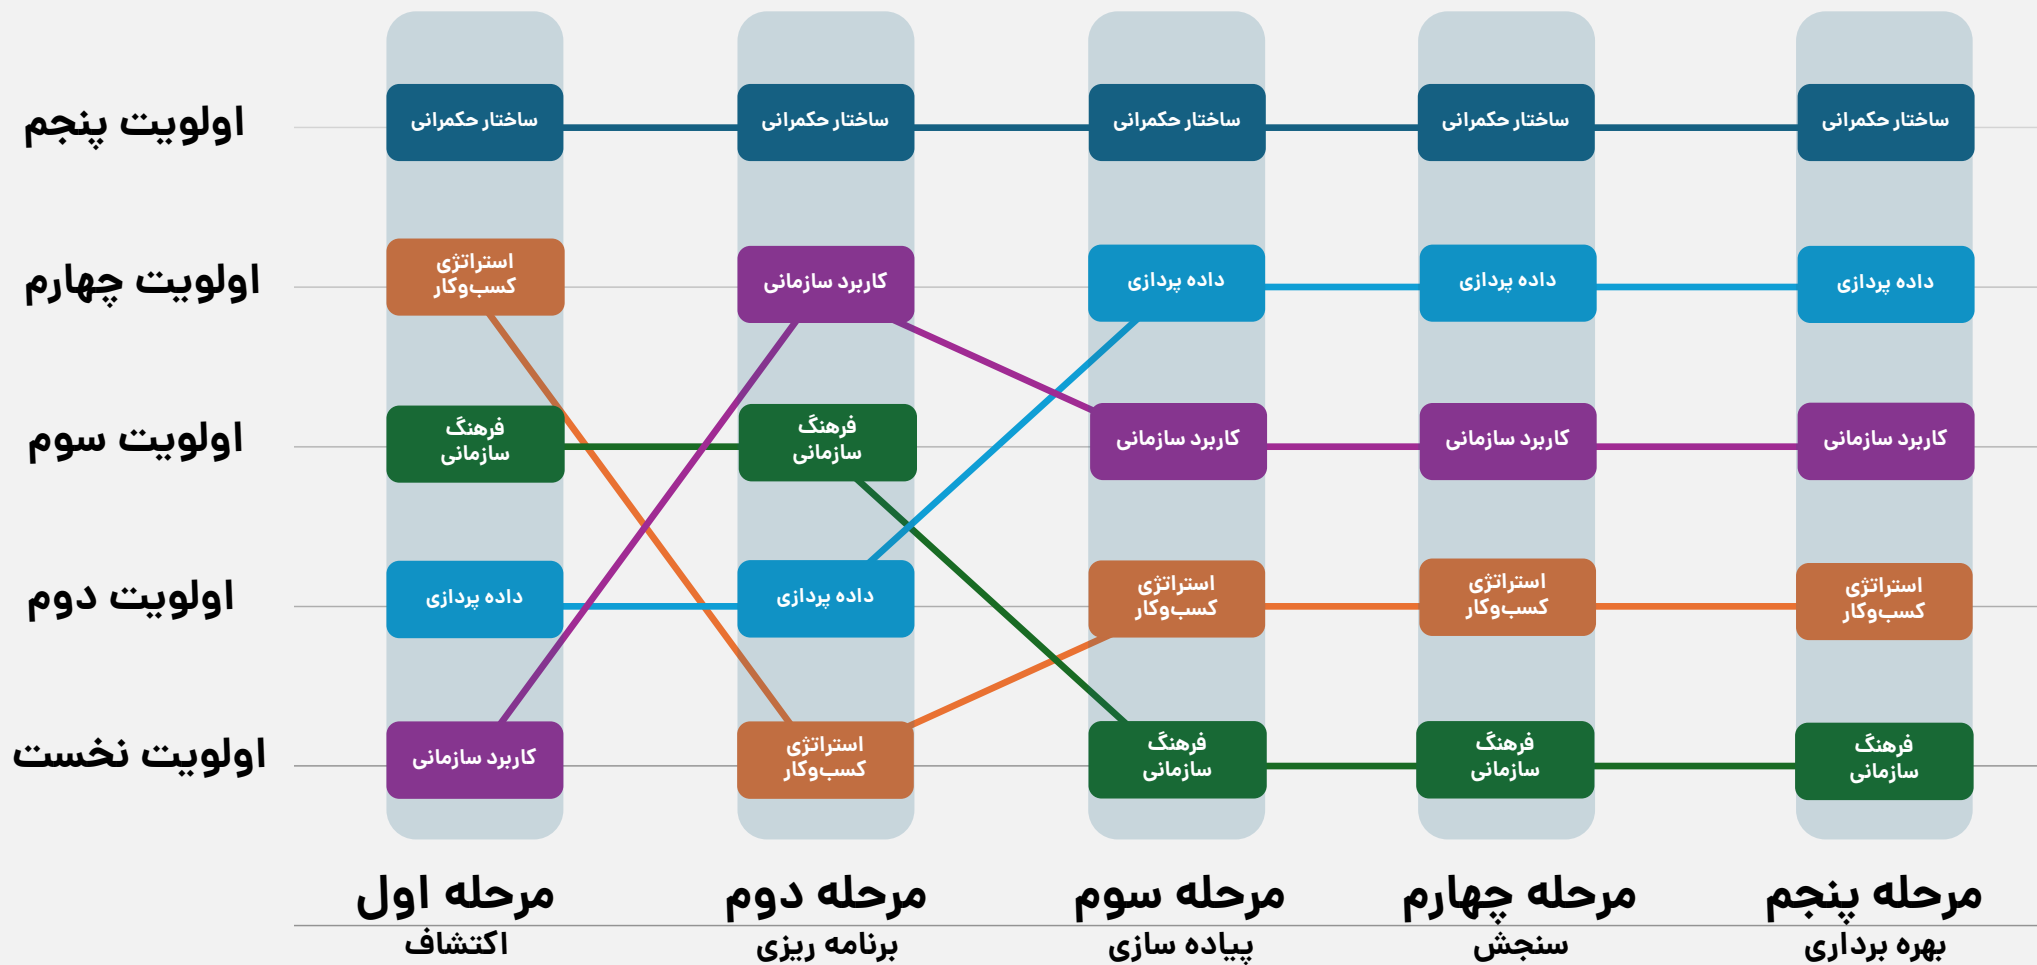 اولویت پنجم
ساختار حکمرانی
ساختار حکمرانی
ساختار حکمرانی
ساختار حکمرانی
ساختار حکمرانی
اولویت چهارم
استراتژی
کسب‌وکار
کاربرد سازمانی
داده پردازی
داده پردازی
داده پردازی
اولویت سوم
فرهنگ
سازمانی
فرهنگ
سازمانی
کاربرد سازمانی
کاربرد سازمانی
کاربرد سازمانی
اولویت دوم
داده پردازی
داده پردازی
استراتژی
کسب‌وکار
استراتژی
کسب‌وکار
استراتژی
کسب‌وکار
اولویت نخست
کاربرد سازمانی
استراتژی
کسب‌وکار
فرهنگ
سازمانی
فرهنگ
سازمانی
فرهنگ
سازمانی
مرحله اول
اکتشاف
مرحله دوم
برنامه ریزی
مرحله سوم
پیاده سازی
مرحله چهارم
سنجش
مرحله پنجم
بهره برداری